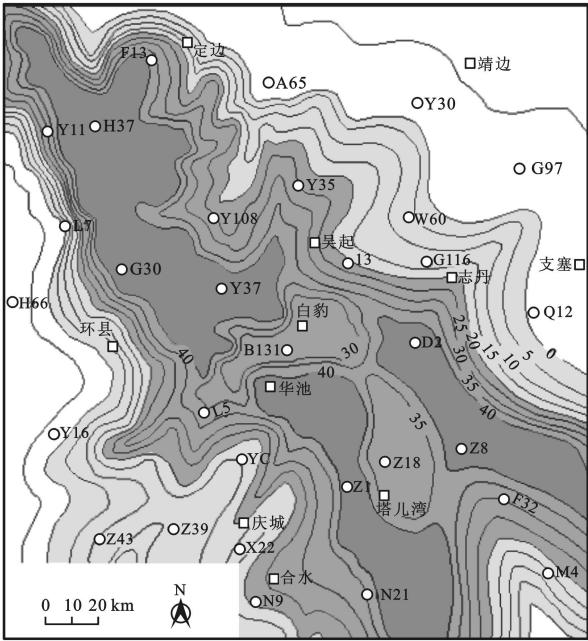 定边
F13
靖边
A65
Y30
Y11
H37
G97
Y35
L7
Y108
W60
吴起
13
G116
志丹
支塞
G30
Y37
H66
Q12
白豹
环县
B131
30
D2
25
20
15
10
5
0
30
35
40
40
40
华池
L5
35
Y16
YC
Z18
Z8
Z1
塔儿湾
F32
庆城
Z39
Z43
X22
合水
M4
N9
N21
N
0 10 20 km